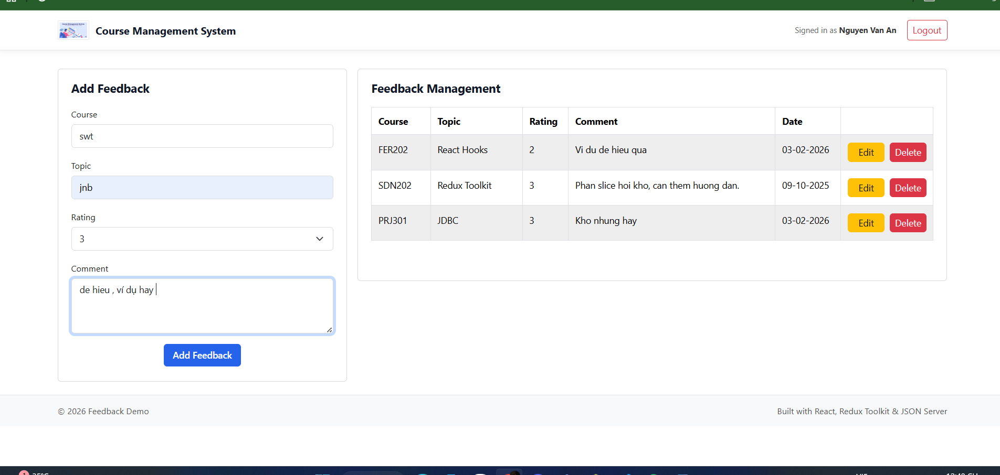 Course Management System
Signed in as Nguyen Van An
Logout
Add Feedback
Course
swt
Topic
jnb
Rating
3
Comment
de hieu , ví dụ hay
Add Feedback
Feedback Management
Course Topic Rating Comment Date
FER202 React Hooks 2 Vi du de hieu qua 03-02-2026 Edit Delete
SDN202 Redux Toolkit 3 Phan slice hoi kho, can them huong dan. 09-10-2025 Edit Delete
PRJ301 JDBC 3 Kho nhung hay 03-02-2026 Edit Delete
© 2026 Feedback Demo
Built with React, Redux Toolkit & JSON Server